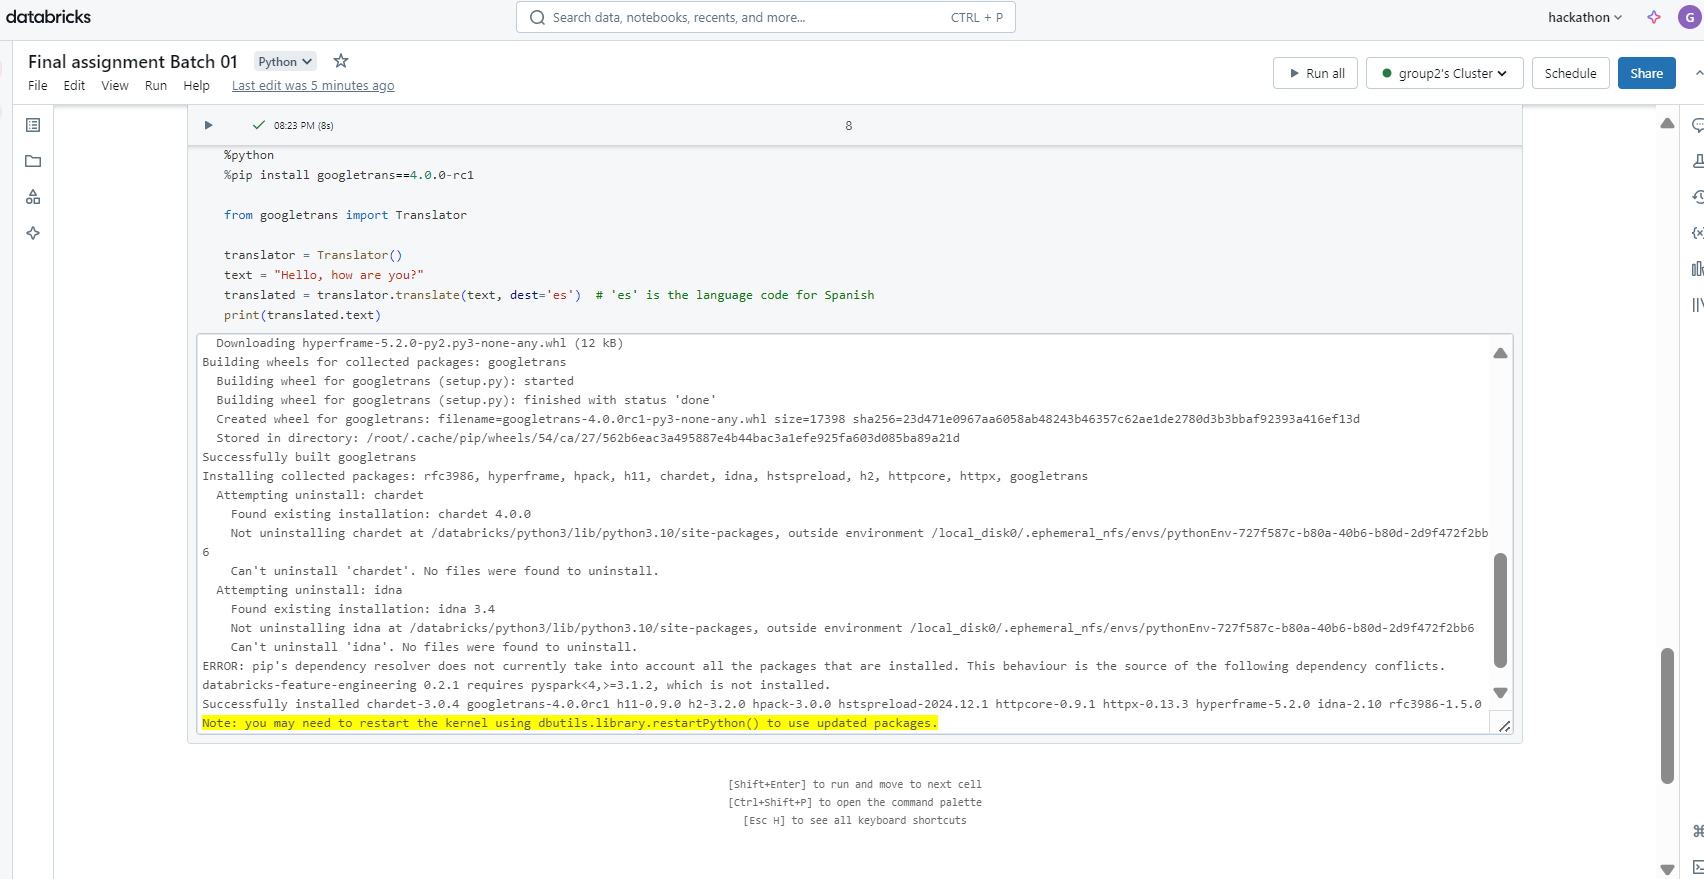 databricks
Search data, notebooks, recents, and more...
CTRL + P
hackathon
G
Final assignment Batch 01
Python
File
Edit
View
Run
Help
Last edit was 5 minutes ago
Run all
group2's Cluster
Schedule
Share
08:23 PM (8s)
8
%python
%pip install googletrans==4.0.0-rc1
from googletrans import Translator
translator = Translator()
text = "Hello, how are you?"
translated = translator.translate(text, dest='es')  # 'es' is the language code for Spanish
print(translated.text)
Downloading hyperframe-5.2.0-py2.py3-none-any.whl (12 kB)
Building wheels for collected packages: googletrans
Building wheel for googletrans (setup.py): started
Building wheel for googletrans (setup.py): finished with status 'done'
Created wheel for googletrans: filename=googletrans-4.0.0rc1-py3-none-any.whl size=17398 sha256=23d471e0967aa6058ab48243b46357c62ae1de2780d3b3bbaf92393a416ef13d
Stored in directory: /root/.cache/pip/wheels/54/ca/27/562b6eac3a495887e4b44bac3a1efe925fa603d085ba89a21d
Successfully built googletrans
Installing collected packages: rfc3986, hyperframe, hpack, h11, chardet, idna, hstspreload, h2, httpcore, httpx, googletrans
Attempting uninstall: chardet
Found existing installation: chardet 4.0.0
Not uninstalling chardet at /databricks/python3/lib/python3.10/site-packages, outside environment /local_disk0/.ephemeral_nfs/envs/pythonEnv-727f587c-b80a-40b6-b80d-2d9f472f2bb
6
Can't uninstall 'chardet'. No files were found to uninstall.
Attempting uninstall: idna
Found existing installation: idna 3.4
Not uninstalling idna at /databricks/python3/lib/python3.10/site-packages, outside environment /local_disk0/.ephemeral_nfs/envs/pythonEnv-727f587c-b80a-40b6-b80d-2d9f472f2bb6
Can't uninstall 'idna'. No files were found to uninstall.
ERROR: pip's dependency resolver does not currently take into account all the packages that are installed. This behaviour is the source of the following dependency conflicts.
databricks-feature-engineering 0.2.1 requires pyspark<4,>=3.1.2, which is not installed.
Successfully installed chardet-3.0.4 googletrans-4.0.0rc1 h11-0.9.0 h2-3.2.0 hpack-3.0.0 hstspreload-2024.12.1 httpcore-0.9.1 httpx-0.13.3 hyperframe-5.2.0 idna-2.10 rfc3986-1.5.0
Note: you may need to restart the kernel using dbutils.library.restartPython() to use updated packages.
[Shift+Enter] to run and move to next cell
[Ctrl+Shift+P] to open the command palette
[Esc H] to see all keyboard shortcuts